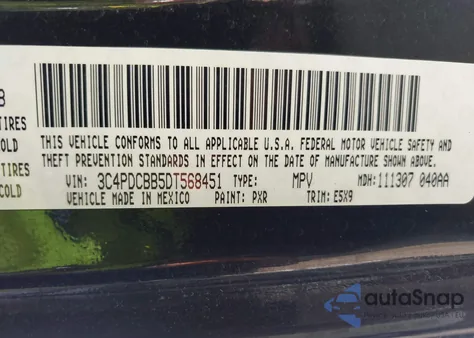 8
TIRES
COLD
TIRES
COLD
THIS VEHICLE CONFORMS TO ALL APPLICABLE U.S.A. FEDERAL MOTOR VEHICLE SAFETY AND
THEFT PREVENTION STANDARDS IN EFFECT ON THE DATE OF MANUFACTURE SHOWN ABOVE.
VIN: 3C4PDCBB5DT568451 TYPE: MPV MDH: 111307 040AA
VEHICLE MADE IN MEXICO PAINT: PXR TRIM: E5X9
autoSnap